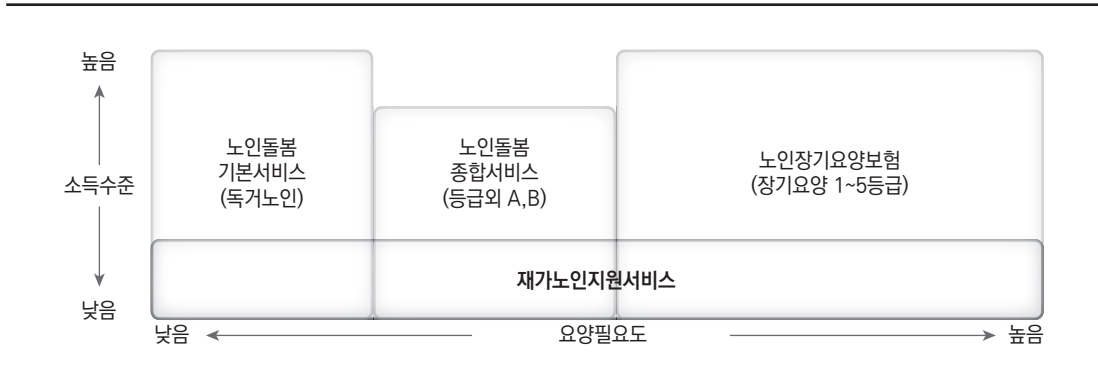 높음
소득수준
낮음
노인돌봄
기본서비스
(독거노인)
노인돌봄
종합서비스
(등급외 A,B)
노인장기요양보험
(장기요양 1~5등급)
재가노인지원서비스
낮음
요양필요도
높음